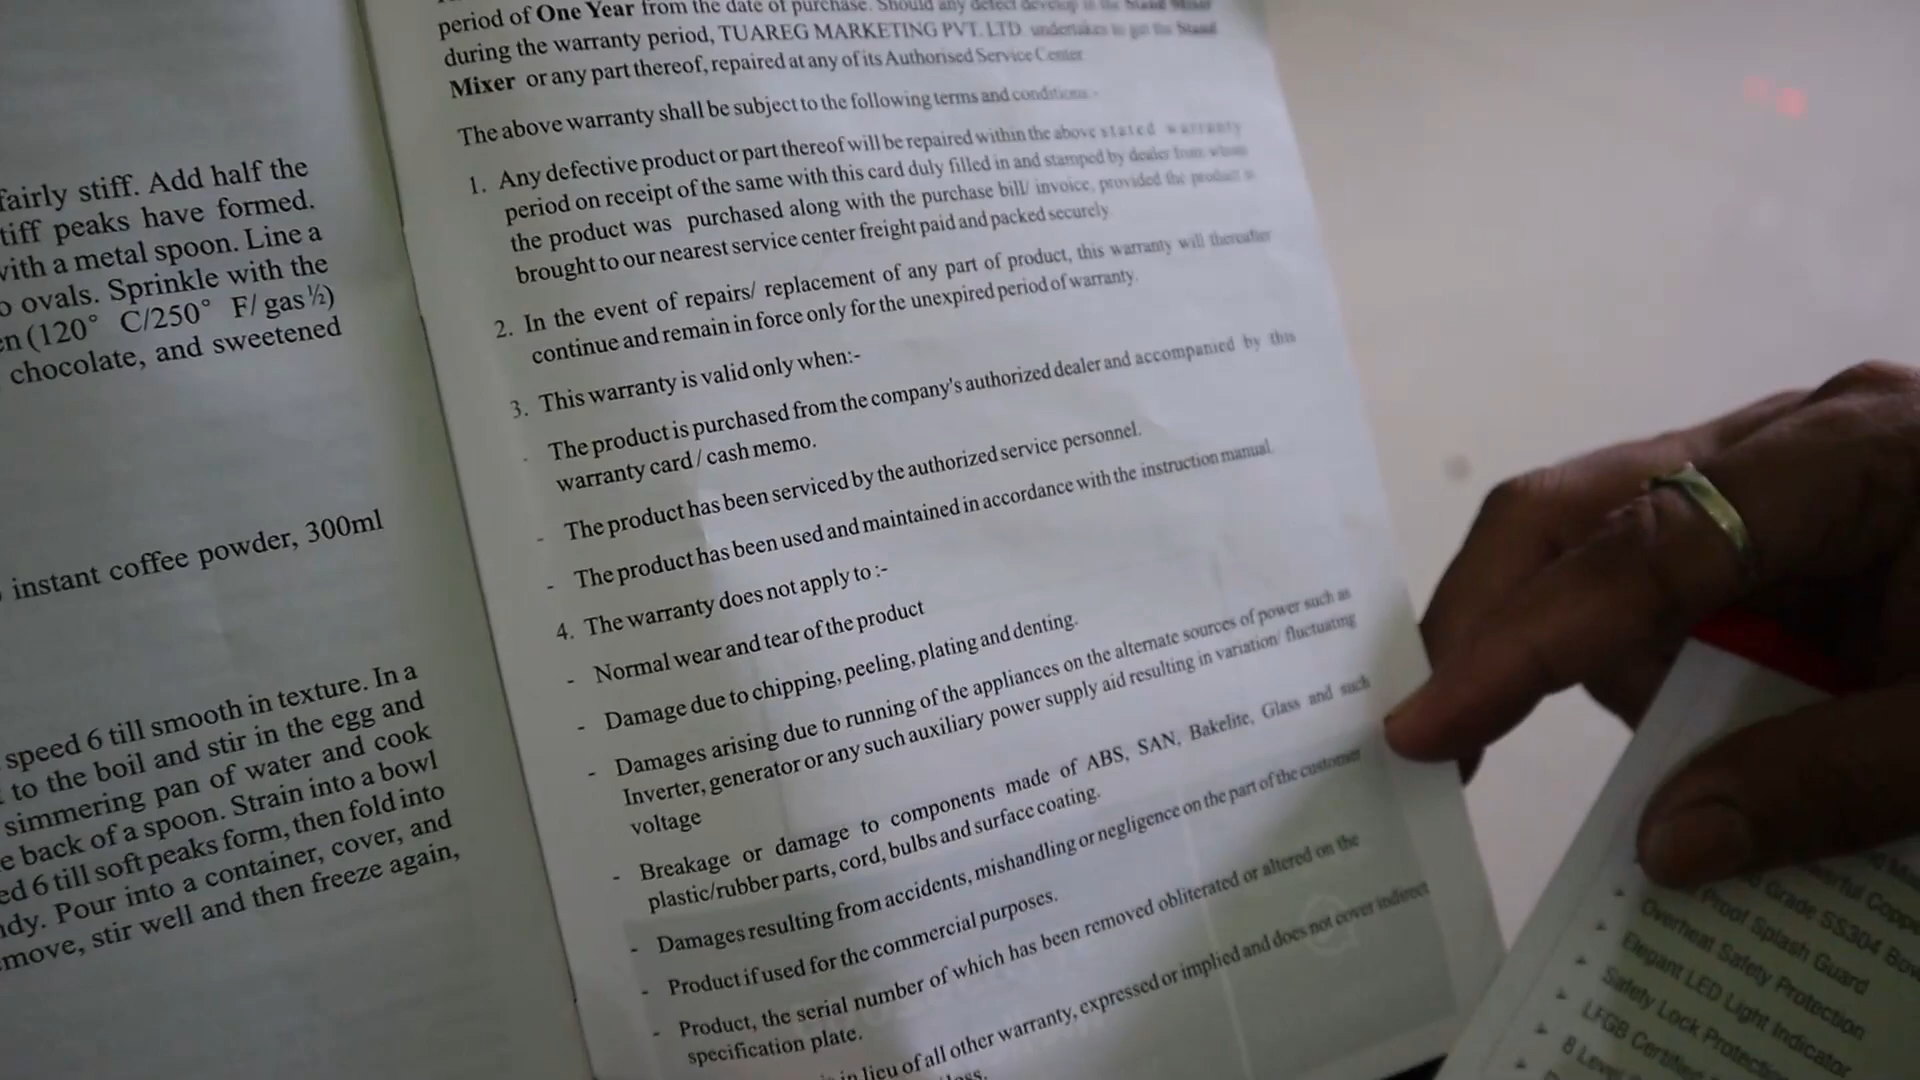 fairly stiff. Add half the
tiff peaks have formed.
with a metal spoon. Line a
o ovals. Sprinkle with the
en (120° C/250° F/ gas ½)
chocolate, and sweetened
instant coffee powder, 300ml
speed 6 till smooth in texture. In a
to the boil and stir in the egg and
simmering pan of water and cook
e back of a spoon. Strain into a bowl
ed 6 till soft peaks form, then fold into
ndy. Pour into a container, cover, and
move, stir well and then freeze again,
period of One Year from the date of purchase. Should any defect develop in the Stand Mixer
during the warranty period, TUAREG MARKETING PVT. LTD undertakes to get the Stand
Mixer or any part thereof, repaired at any of its Authorised Service Center
The above warranty shall be subject to the following terms and conditions:-
1. Any defective product or part thereof will be repaired within the above stated warranty
period on receipt of the same with this card duly filled in and stamped by dealer from whom
the product was purchased along with the purchase bill/ invoice, provided the product is
brought to our nearest service center freight paid and packed securely
2. In the event of repairs/ replacement of any part of product, this warranty will thereafter
continue and remain in force only for the unexpired period of warranty.
3. This warranty is valid only when:-
- The product is purchased from the company's authorized dealer and accompanied by this
warranty card / cash memo.
- The product has been serviced by the authorized service personnel.
- The product has been used and maintained in accordance with the instruction manual.
4. The warranty does not apply to :-
- Normal wear and tear of the product
- Damage due to chipping, peeling, plating and denting.
- Damages arising due to running of the appliances on the alternate sources of power such as
Inverter, generator or any such auxiliary power supply aid resulting in variation/ fluctuating
voltage
- Breakage or damage to components made of ABS, SAN, Bakelite, Glass and such
plastic/rubber parts, cord, bulbs and surface coating.
- Damages resulting from accidents, mishandling or negligence on the part of the customer
- Product if used for the commercial purposes.
- Product, the serial number of which has been removed obliterated or altered on the
specification plate.
in lieu of all other warranty, expressed or implied and does not cover indirect
Grade SS304 Bowl
Proof Splash Guard
Overheat Safety Protection
Elegant LED Light Indicator
Safety Lock Protection
LFGB Certified
8 Level